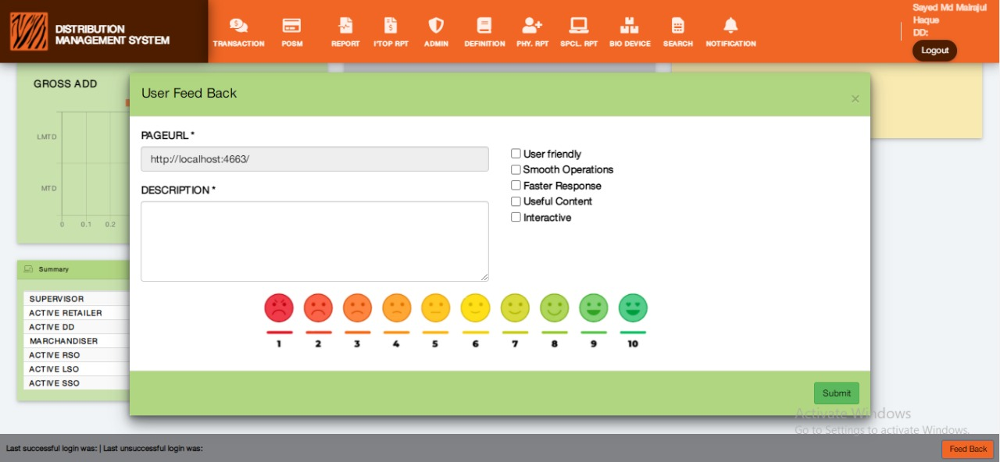 DISTRIBUTION
MANAGEMENT SYSTEM
TRANSACTION
POSM
REPORT
I'TOP RPT
ADMIN
DEFINITION
PHY. RPT
SPCL. RPT
BIO DEVICE
SEARCH
NOTIFICATION
Sayed Md Mairajul
Haque
DD:
Logout
GROSS ADD
LMTD
MTD
0 0.1 0.2
Summary
SUPERVISOR
ACTIVE RETAILER
ACTIVE DD
MARCHANDISER
ACTIVE RSO
ACTIVE LSO
ACTIVE SSO
User Feed Back
×
PAGEURL *
http://localhost:4663/
DESCRIPTION *
User friendly
Smooth Operations
Faster Response
Useful Content
Interactive
1 2 3 4 5 6 7 8 9 10
Submit
Activate Windows
Go to Settings to activate Windows.
Last successful login was: | Last unsuccessful login was:
Feed Back